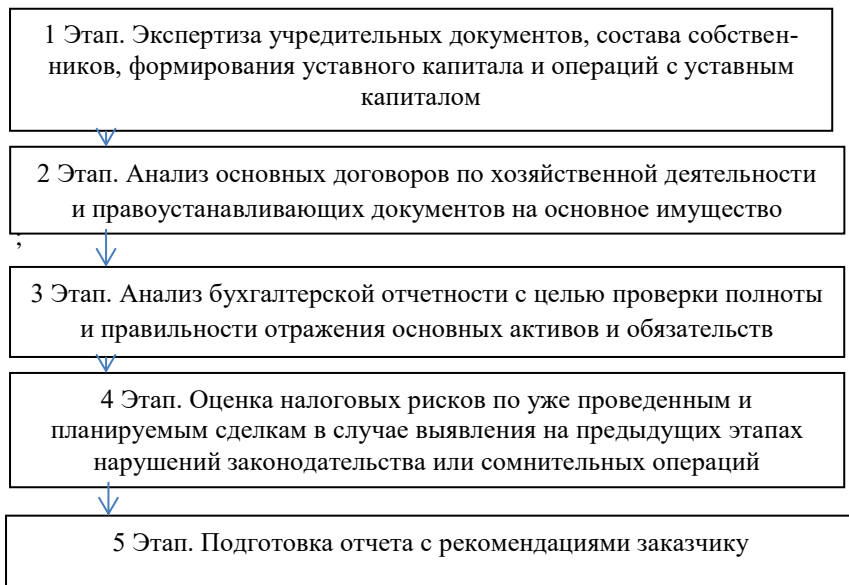 1 Этап. Экспертиза учредительных документов, состава собствен-
ников, формирования уставного капитала и операций с уставным
капиталом
2 Этап. Анализ основных договоров по хозяйственной деятельности
и правоустанавливающих документов на основное имущество
;
3 Этап. Анализ бухгалтерской отчетности с целью проверки полноты
и правильности отражения основных активов и обязательств
4 Этап. Оценка налоговых рисков по уже проведенным и
планируемым сделкам в случае выявления на предыдущих этапах
нарушений законодательства или сомнительных операций
5 Этап. Подготовка отчета с рекомендациями заказчику